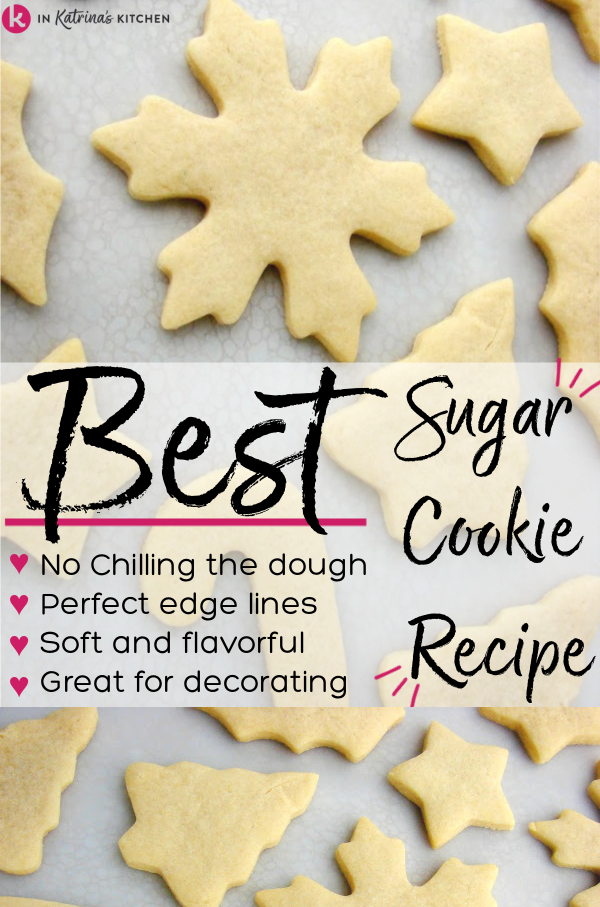 k IN Katrina's KITCHEN
Best
Sugar
Cookie
Recipe
No Chilling the dough
Perfect edge lines
Soft and flavorful
Great for decorating